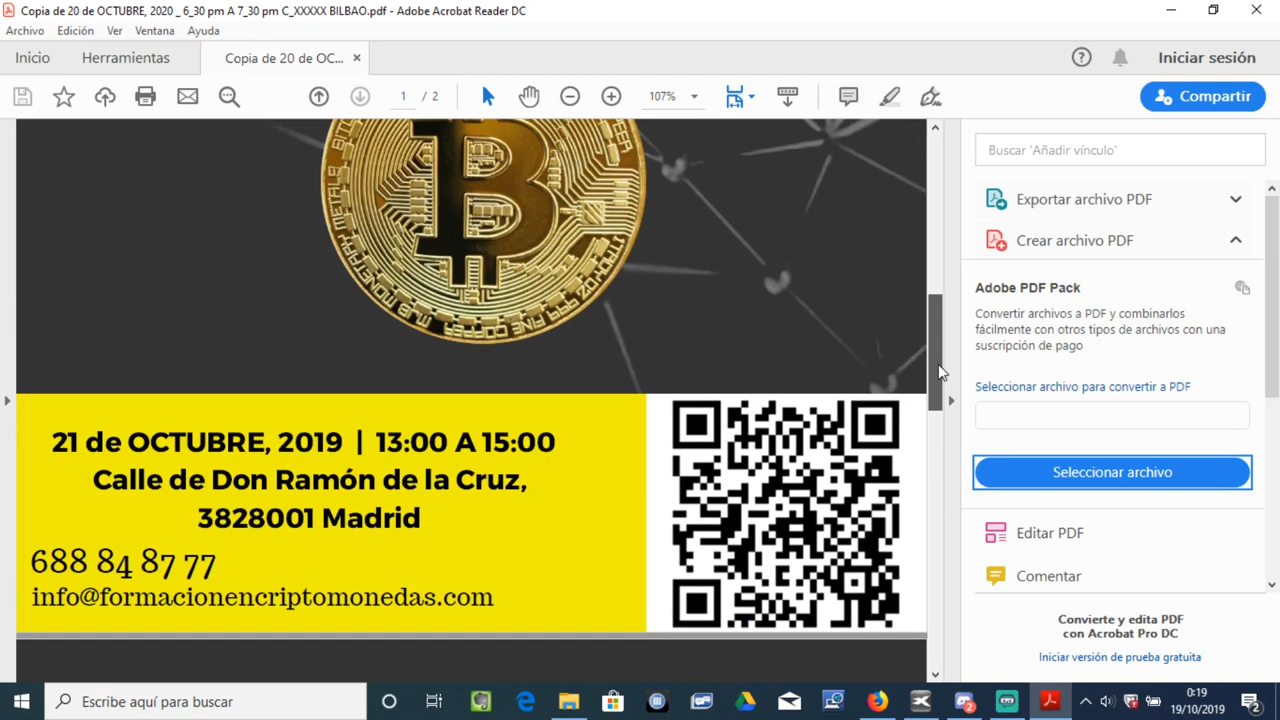 Copia de 20 de OCTUBRE, 2020 _ 6_30 pm A 7_30 pm C_XXXXX BILBAO.pdf - Adobe Acrobat Reader DC
Archivo Edición Ver Ventana Ayuda
Inicio Herramientas Copia de 20 de OC... Iniciar sesión
1 / 2 107% Compartir
Buscar 'Añadir vínculo'
Exportar archivo PDF
Crear archivo PDF
Adobe PDF Pack
Convertir archivos a PDF y combinarlos
fácilmente con otros tipos de archivos con una
suscripción de pago
Seleccionar archivo para convertir a PDF
Seleccionar archivo
Editar PDF
Comentar
Convierte y edita PDF
con Acrobat Pro DC
Iniciar versión de prueba gratuita
21 de OCTUBRE, 2019 | 13:00 A 15:00
Calle de Don Ramón de la Cruz,
3828001 Madrid
688 84 87 77
info@formacionencriptomonedas.com
Escribe aquí para buscar
0:19
19/10/2019
2
2